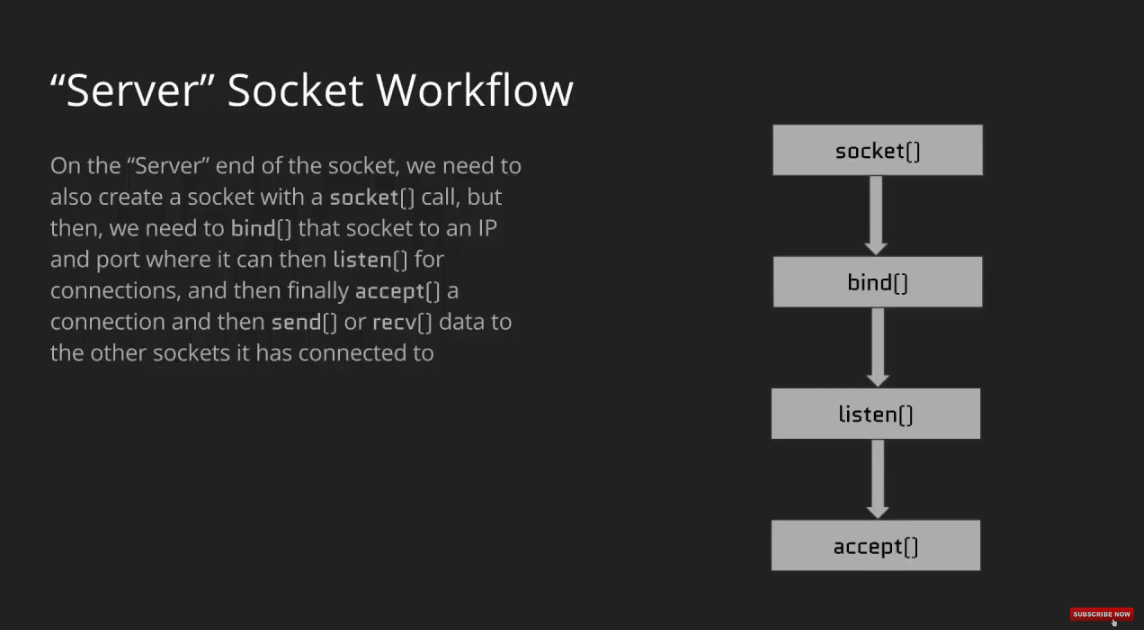 “Server” Socket Workflow
On the “Server” end of the socket, we need to
also create a socket with a socket() call, but
then, we need to bind() that socket to an IP
and port where it can then listen() for
connections, and then finally accept() a
connection and then send() or recv() data to
the other sockets it has connected to
socket()
bind()
listen()
accept()
SUBSCRIBE NOW